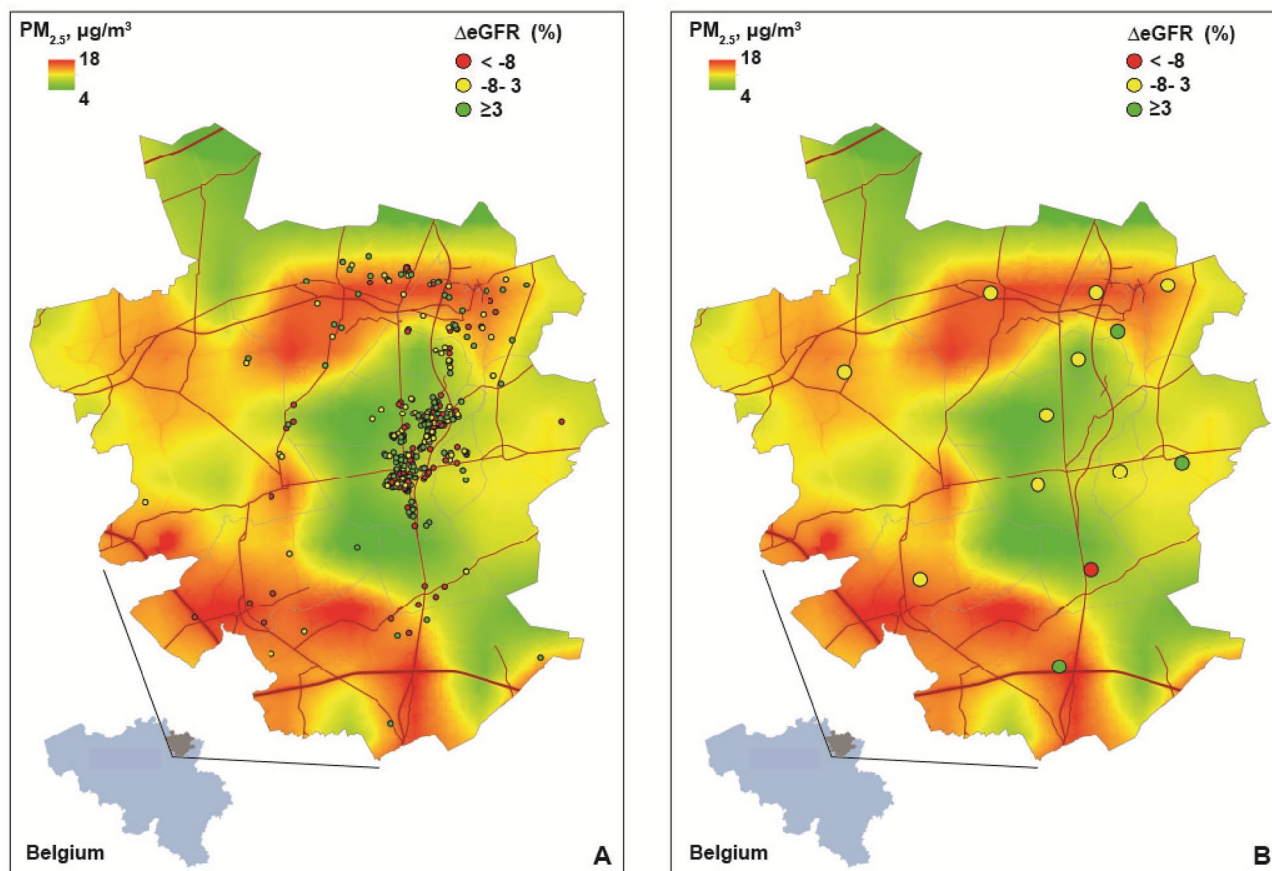 PM2.5, µg/m³
18
4
ΔeGFR (%)
< -8
-8- 3
≥3
Belgium
A
PM2.5, µg/m³
18
4
ΔeGFR (%)
< -8
-8- 3
≥3
Belgium
B